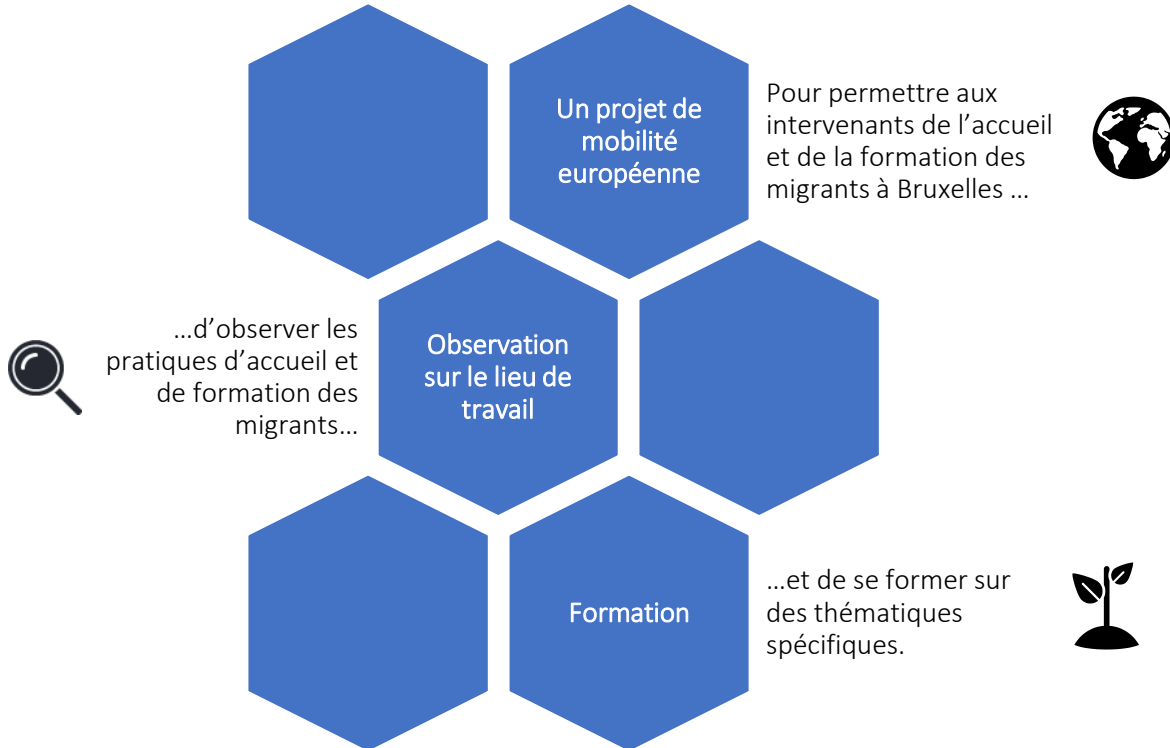 Un projet de
mobilité
européenne
Pour permettre aux
intervenants de l’accueil
et de la formation des
migrants à Bruxelles …
Observation
sur le lieu de
travail
…d’observer les
pratiques d’accueil et
de formation des
migrants…
Formation
…et de se former sur
des thématiques
spécifiques.